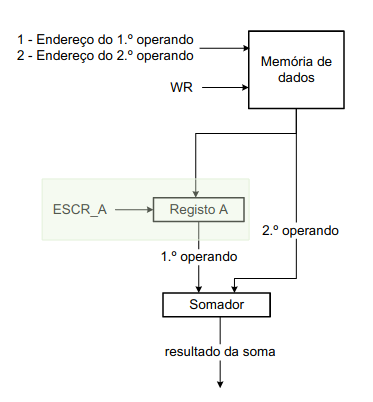 1 - Endereço do 1.º operando
2 - Endereço do 2.º operando
Memória de
dados
WR
ESCR_A
Registo A
2.º operando
1.º operando
Somador
resultado da soma